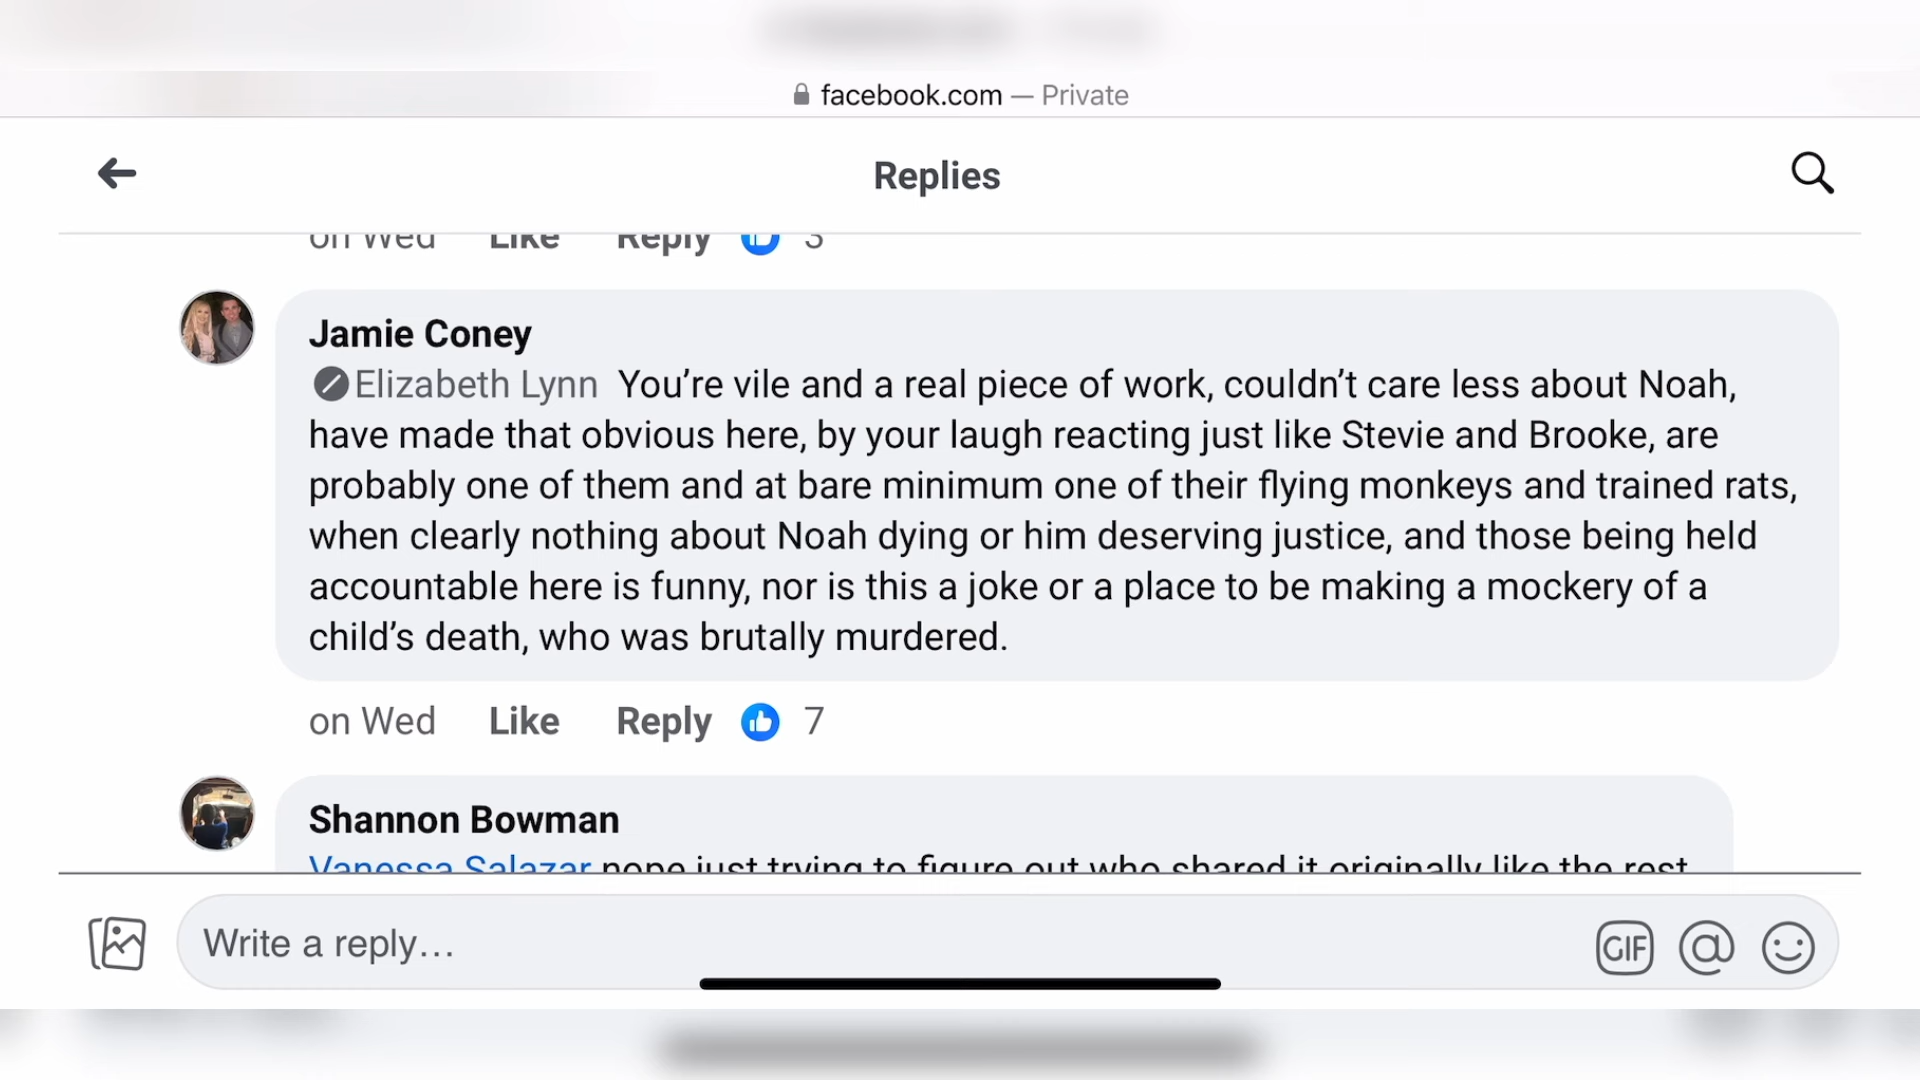 facebook.com — Private
Replies
on Wed Like Reply 3
Jamie Coney
Elizabeth Lynn You’re vile and a real piece of work, couldn’t care less about Noah,
have made that obvious here, by your laugh reacting just like Stevie and Brooke, are
probably one of them and at bare minimum one of their flying monkeys and trained rats,
when clearly nothing about Noah dying or him deserving justice, and those being held
accountable here is funny, nor is this a joke or a place to be making a mockery of a
child’s death, who was brutally murdered.
on Wed Like Reply 7
Shannon Bowman
Vanessa Salazar nope just trying to figure out who shared it originally like the rest
Write a reply…
GIF